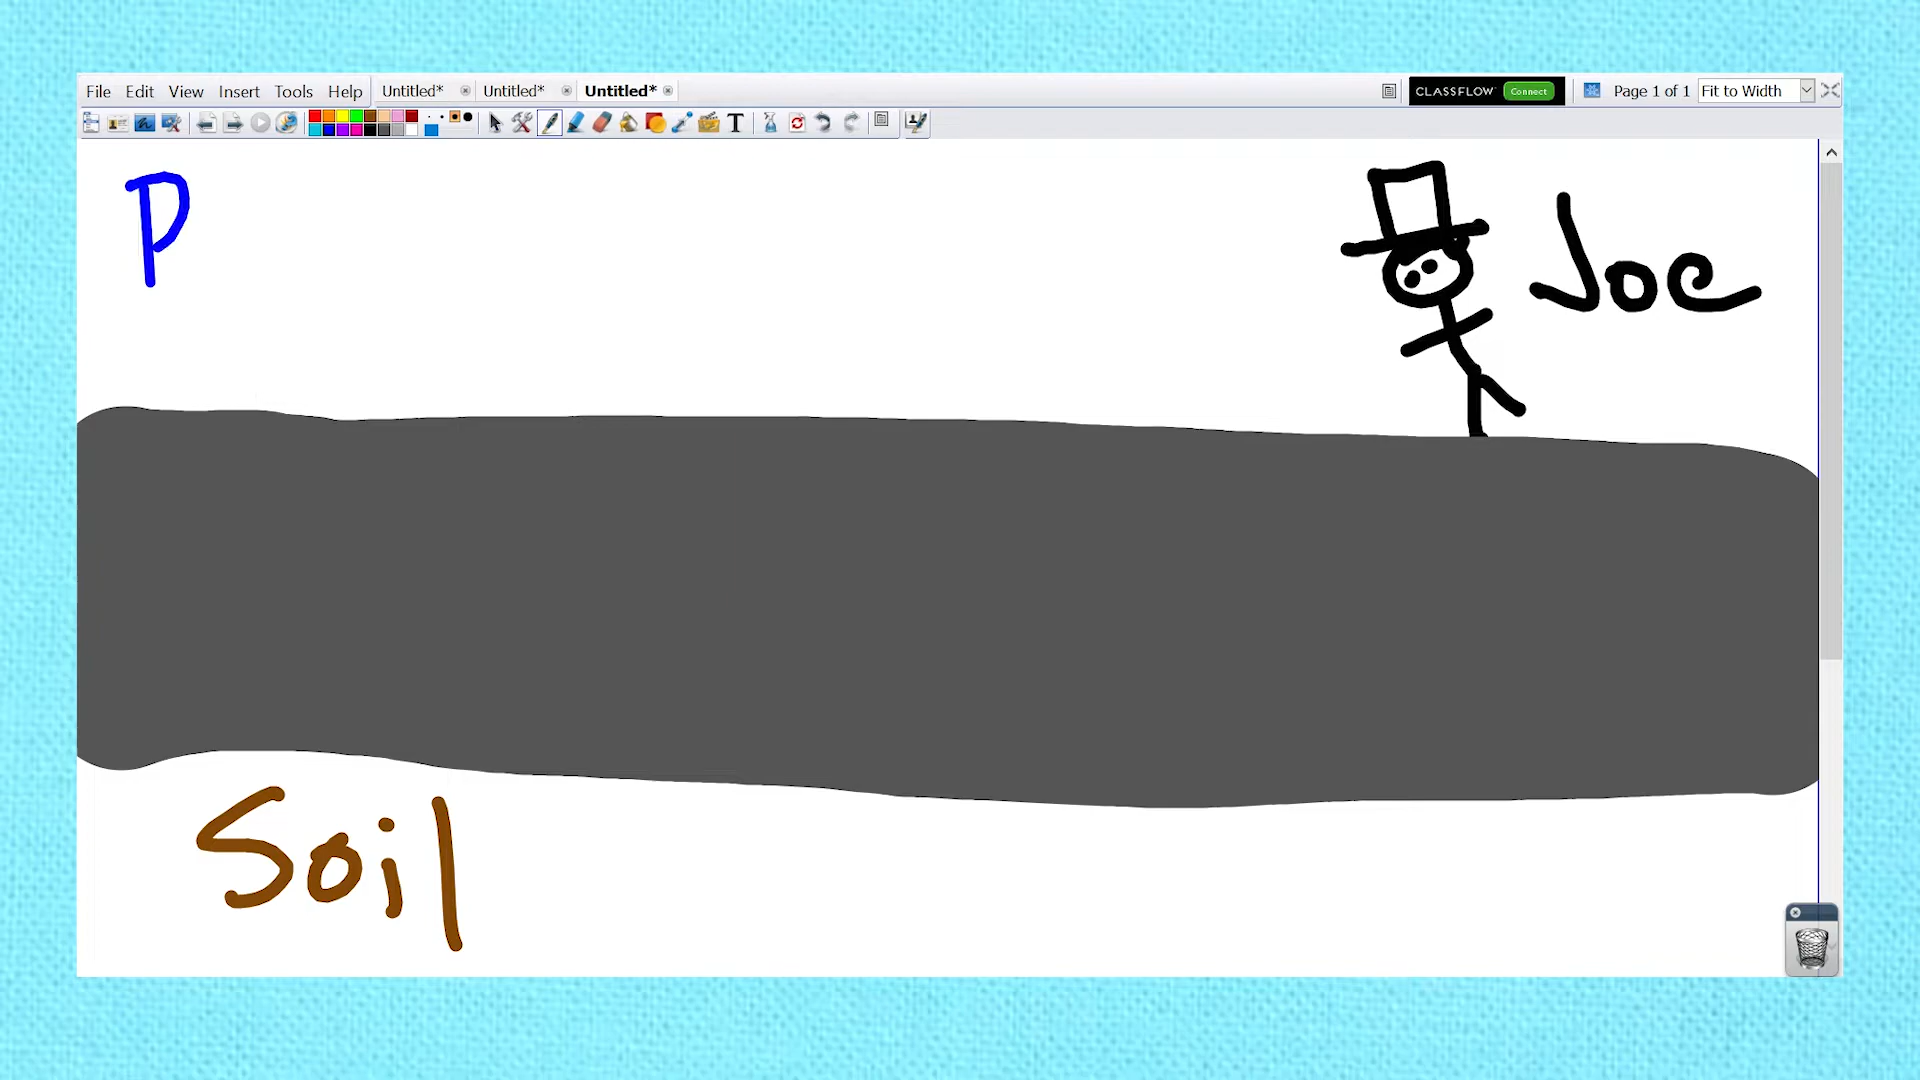 File Edit View Insert Tools Help Untitled* Untitled* Untitled* CLASSFLOW Connect Page 1 of 1 Fit to Width
T
P
Joe
Soil